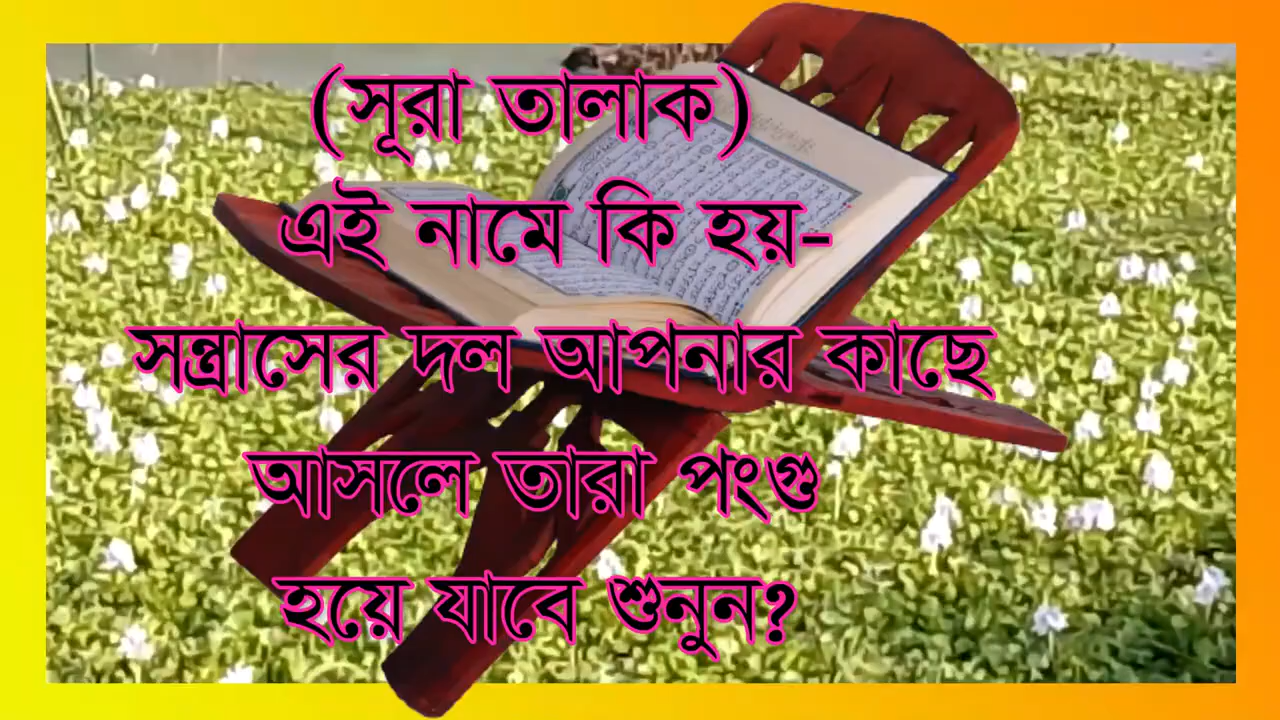 (সূরা তালাক)
এই নামে কি হয়-
সন্ত্রাসের দল আপনার কাছে
আসলে তারা পংগু
হয়ে যাবে শুনুন?